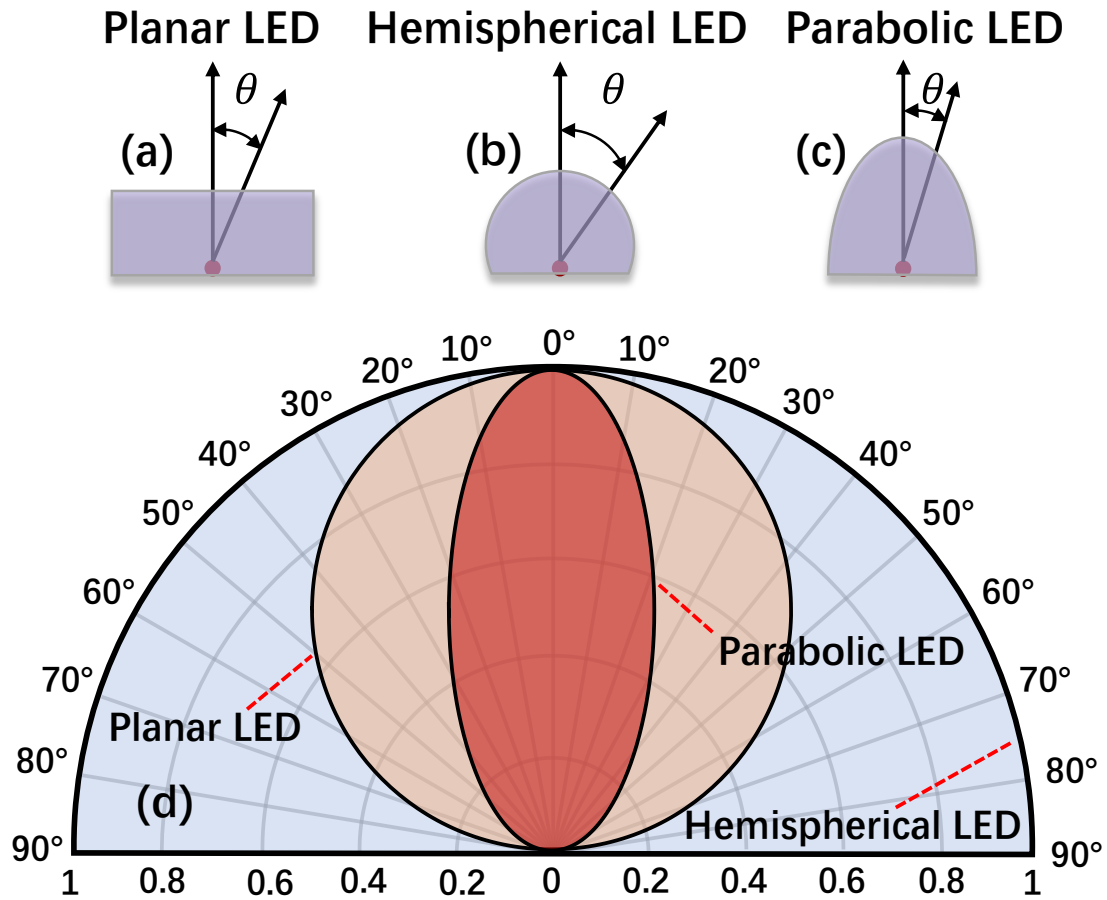 Planar LED Hemispherical LED Parabolic LED
θ θ θ
(a) (b) (c)
0°
10° 10°
20° 20°
30° 30°
40° 40°
50° 50°
60° 60°
Parabolic LED
70° 70°
Planar LED
80° 80°
(d)
Hemispherical LED
90° 90°
1 0.8 0.6 0.4 0.2 0 0.2 0.4 0.6 0.8 1